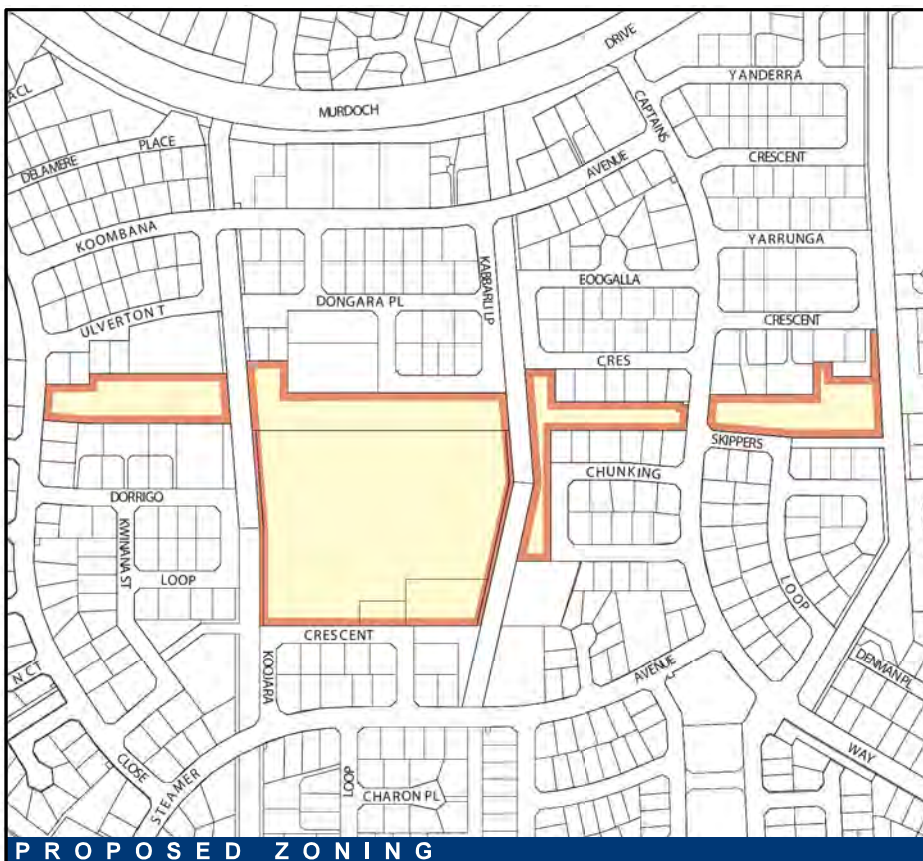 DRIVE
YANDERRA
ACL
MURDOCH
CAPTAINS
PLACE
DELAMERE
AVENUE
CRESCENT
KOOMBANA
YARRUNGA
KABBARLI LP
EOOGALLA
DONGARA PL
ULVERTON T
CRESCENT
CRES
SKIPPERS
CHUNKING
DORRIGO
KWINANA ST
LOOP
LOOP
CRESCENT
KOOJARA
AVENUE
DENMAN PL
N CT
CLOSE
STEAMER
WAY
LOOP
CHARON PL
PROPOSED ZONING